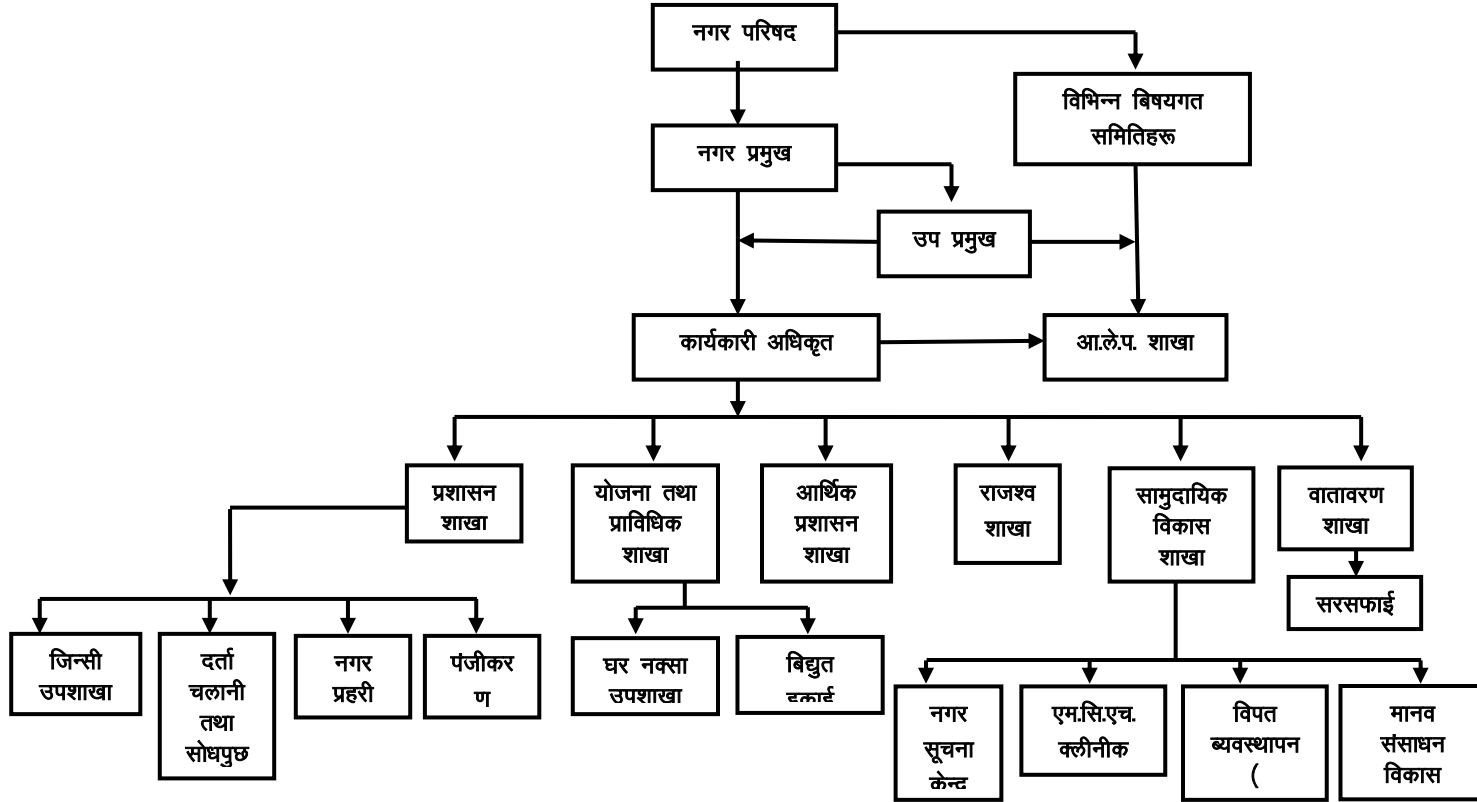 नगर परिषद
विभिन्न बिषयगत
समितिहरू
नगर प्रमुख
उप प्रमुख
कार्यकारी अधिकृत
आ.ले.प. शाखा
प्रशासन
शाखा
योजना तथा
प्राविधिक
शाखा
आर्थिक
प्रशासन
शाखा
राजश्व
शाखा
सामुदायिक
विकास
शाखा
वातावरण
शाखा
सरसफाई
जिन्सी
उपशाखा
दर्ता
चलानी
तथा
सोधपुछ
नगर
प्रहरी
पंजीकर
ण
घर नक्सा
उपशाखा
बिद्युत
इकाई
नगर
सूचना
केन्द्र
एम.सि.एच.
क्लीनीक
विपत
ब्यवस्थापन
(
मानव
संसाधन
विकास